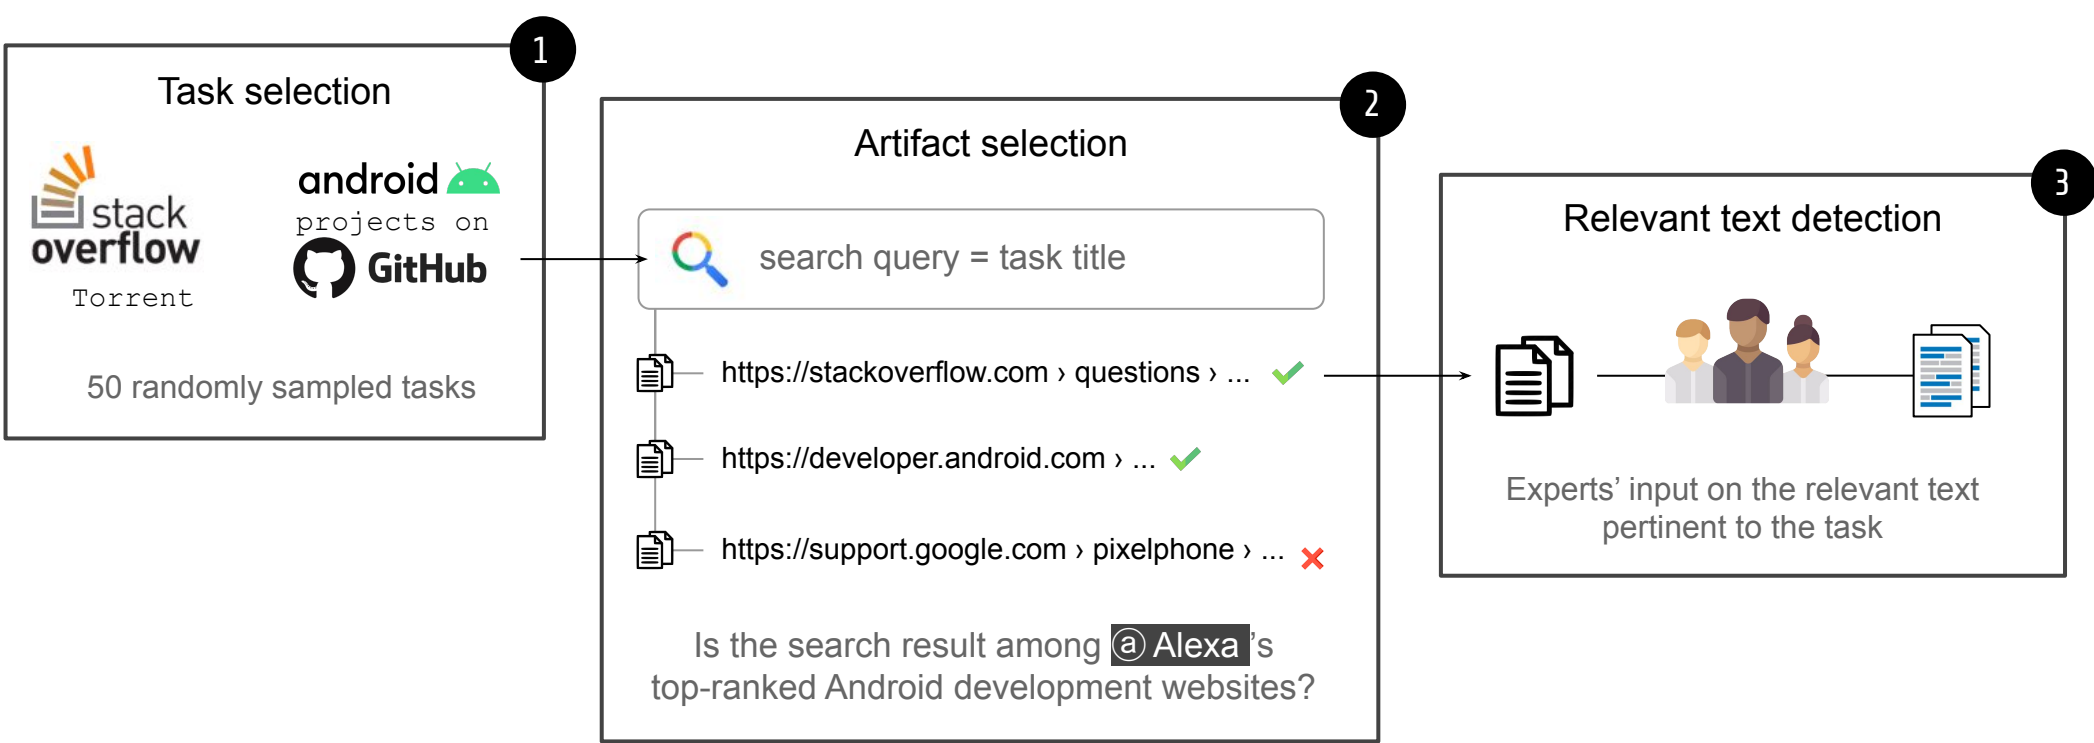 1
Task selection
stack
overflow
Torrent
android
projects on
GitHub
50 randomly sampled tasks
2
Artifact selection
search query = task title
https://stackoverflow.com › questions › ...
https://developer.android.com › ...
https://support.google.com › pixelphone › ...
Is the search result among ⓐ Alexa 's
top-ranked Android development websites?
3
Relevant text detection
Experts’ input on the relevant text
pertinent to the task